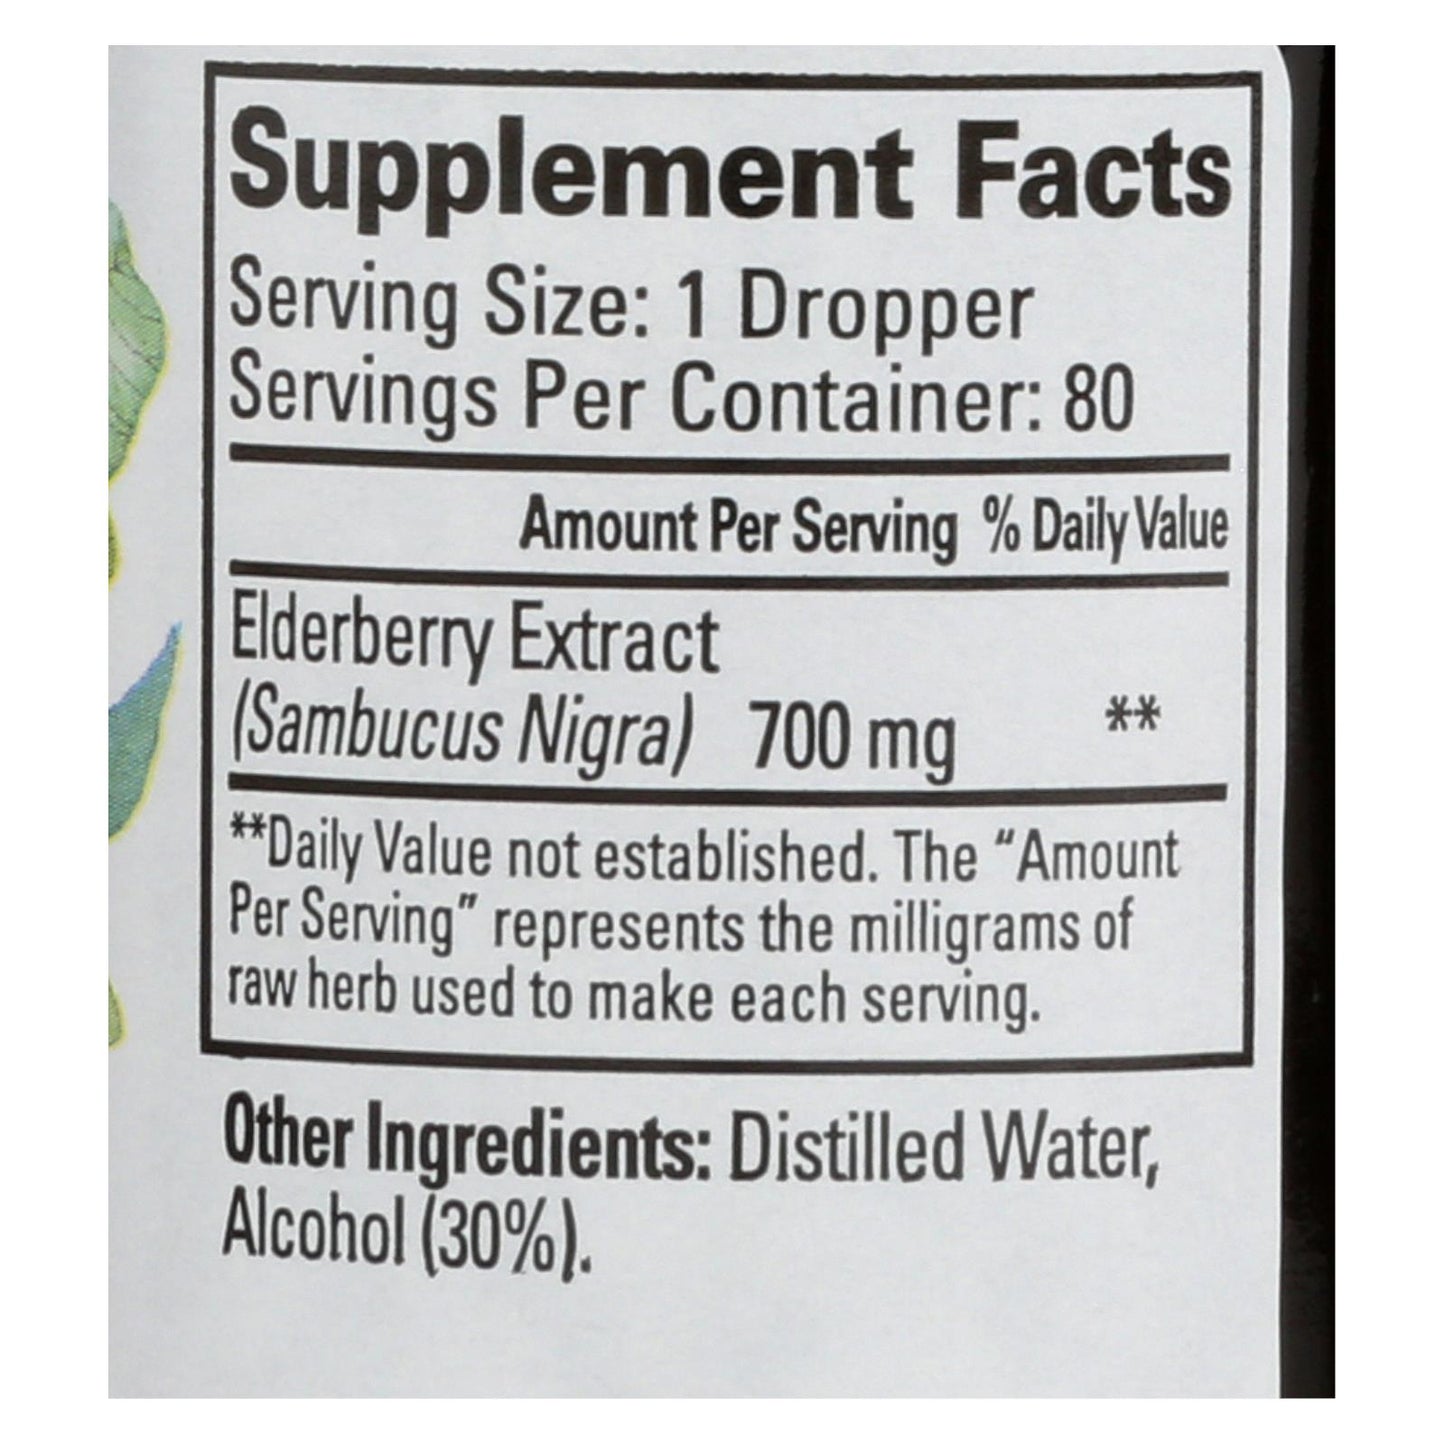 Supplement Facts
Serving Size: 1 Dropper
Servings Per Container: 80
Amount Per Serving % Daily Value
Elderberry Extract
(Sambucus Nigra) 700 mg **
**Daily Value not established. The “Amount
Per Serving” represents the milligrams of
raw herb used to make each serving.
Other Ingredients: Distilled Water,
Alcohol (30%).